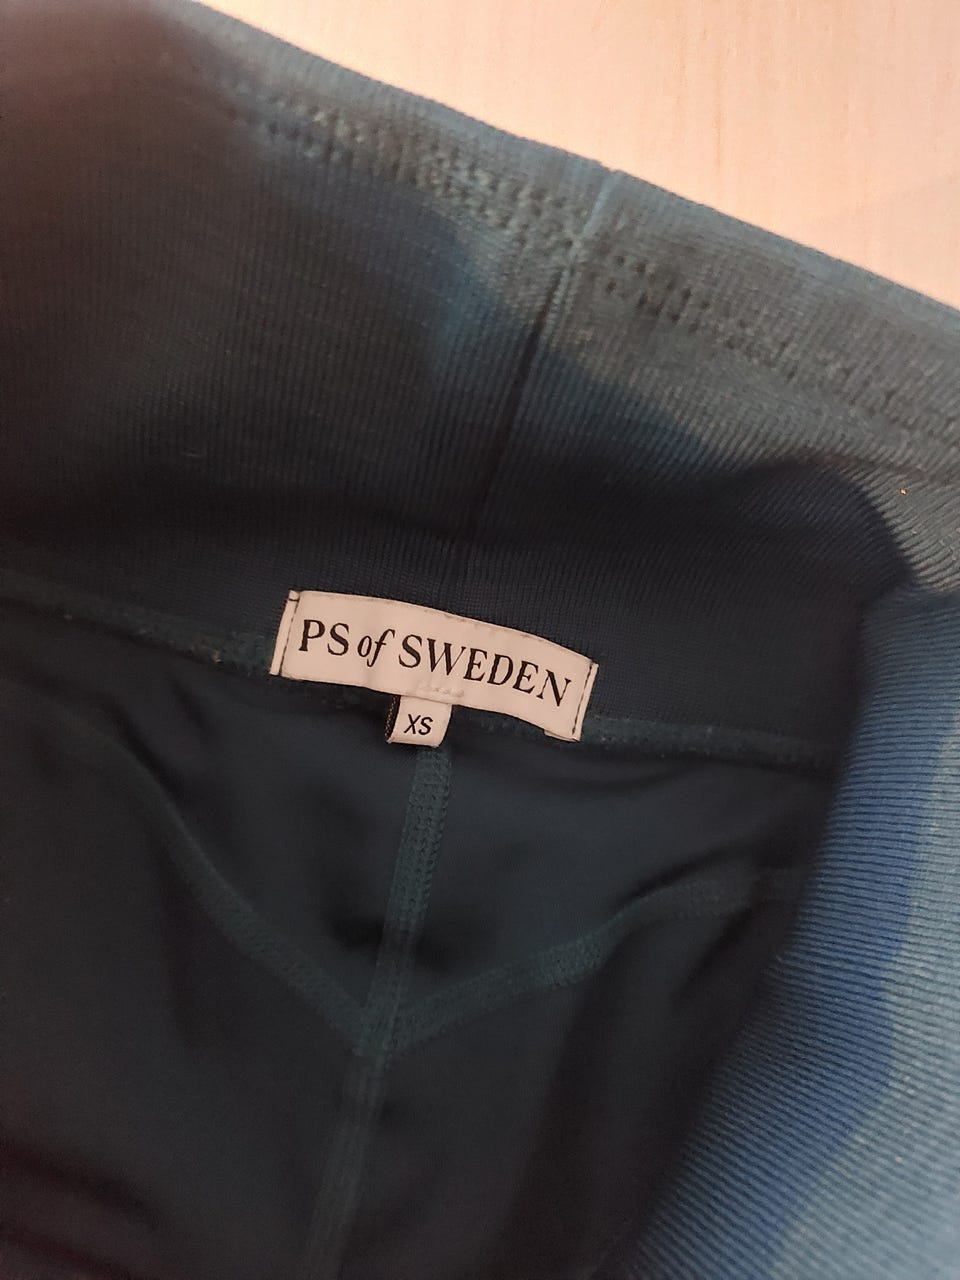 PS of SWEDEN
XS